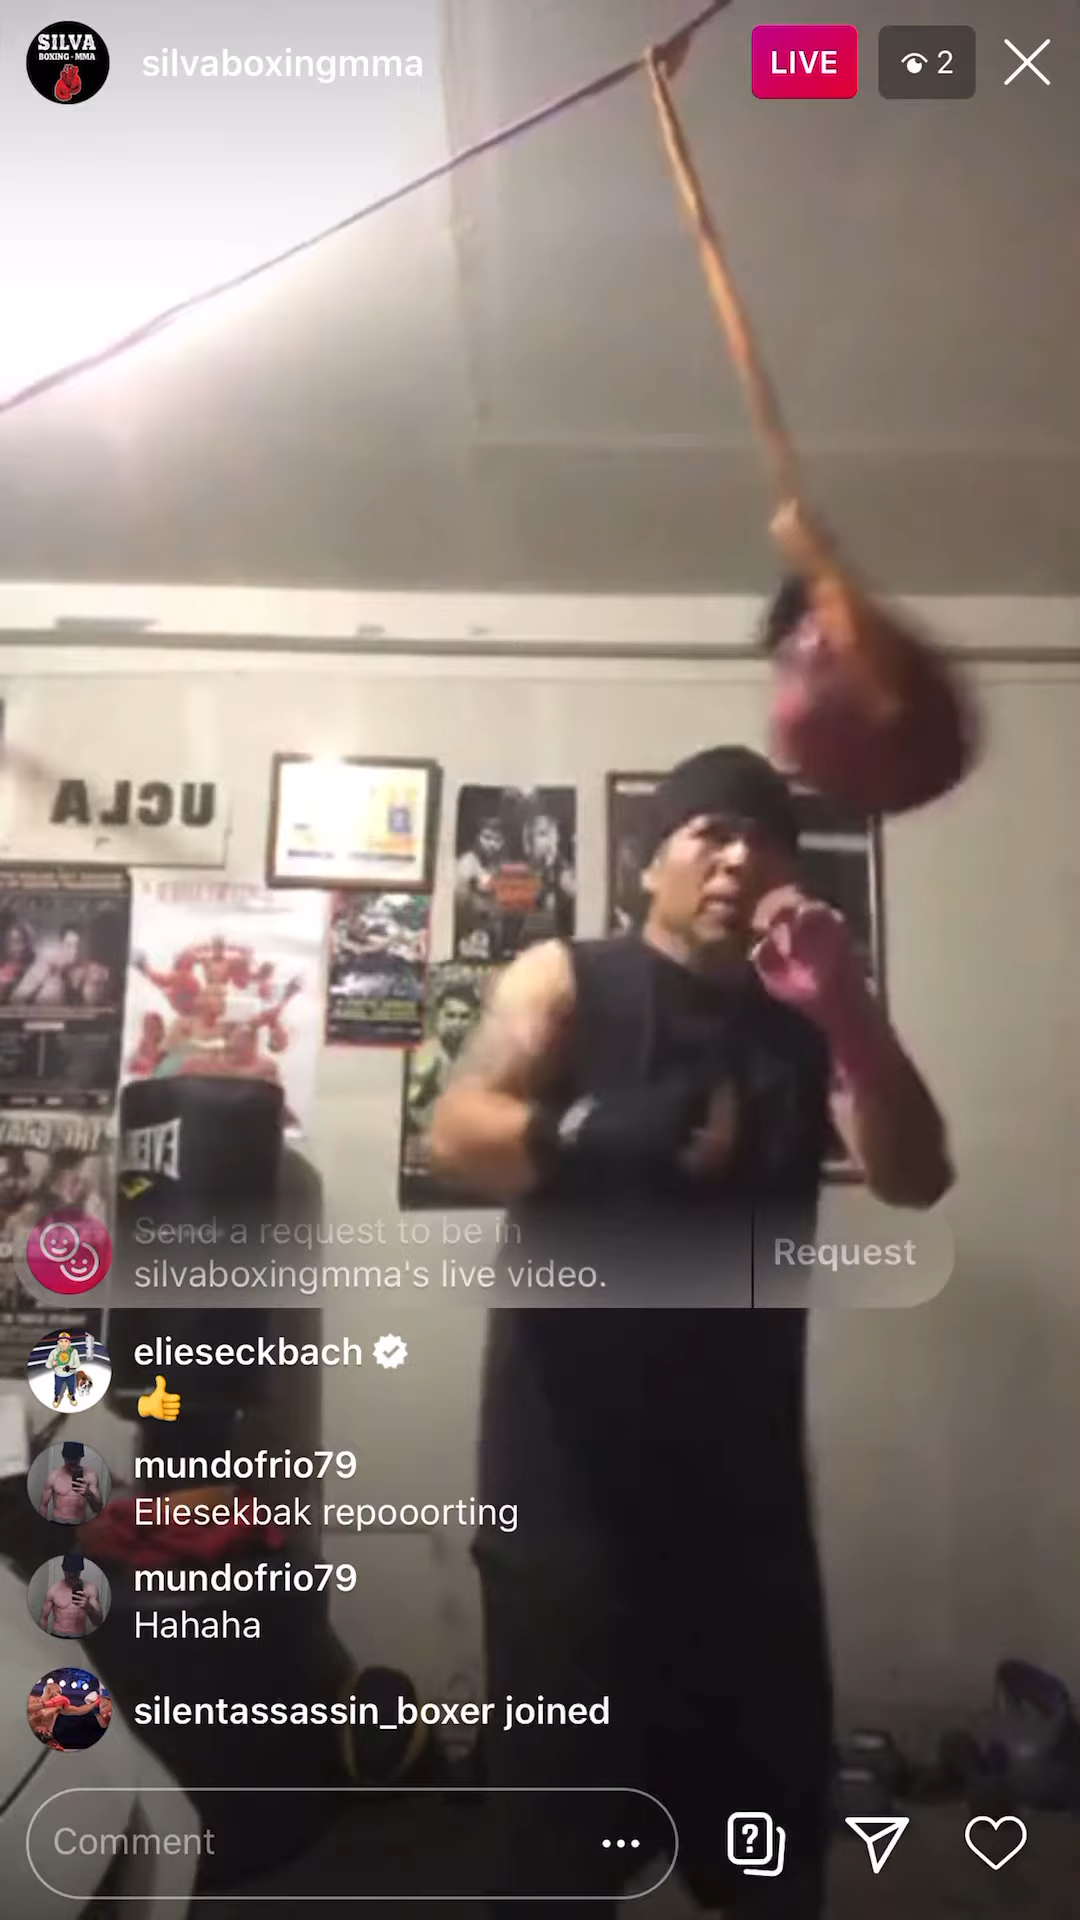 SILVA
BOXING - MMA
silvaboxingmma
LIVE
2
UCLA
Send a request to be in
silvaboxingmma's live video.
Request
elieseckbach
👍
mundofrio79
Eliesekbak repooorting
mundofrio79
Hahaha
silentassassin_boxer joined
Comment